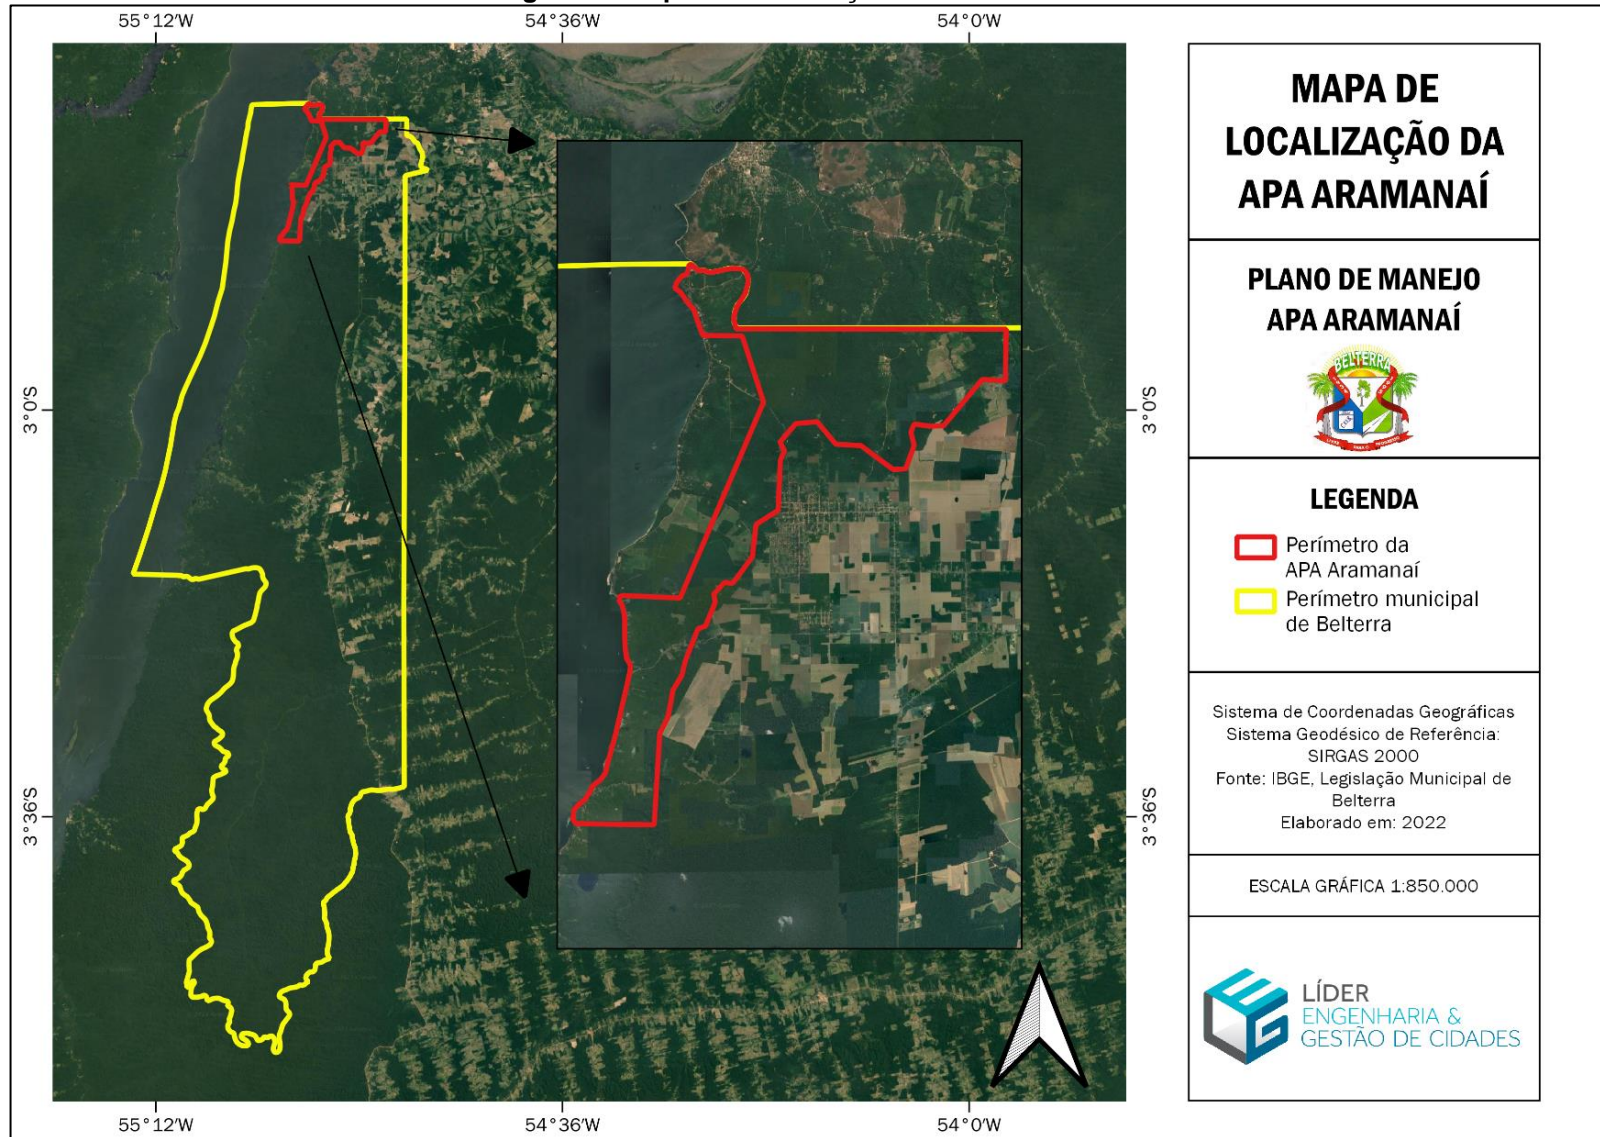 55°12'W
54°36'W
54°0'W
3°0'S
3°36'S
3°0'S
3°36'S
55°12'W
54°36'W
54°0'W
MAPA DE
LOCALIZAÇÃO DA
APA ARAMANAÍ
PLANO DE MANEJO
APA ARAMANAÍ
BELTERRA
LEGENDA
Perímetro da
APA Aramanaí
Perímetro municipal
de Belterra
Sistema de Coordenadas Geográficas
Sistema Geodésico de Referência:
SIRGAS 2000
Fonte: IBGE, Legislação Municipal de
Belterra
Elaborado em: 2022
ESCALA GRÁFICA 1:850.000
LÍDER
ENGENHARIA &
GESTÃO DE CIDADES